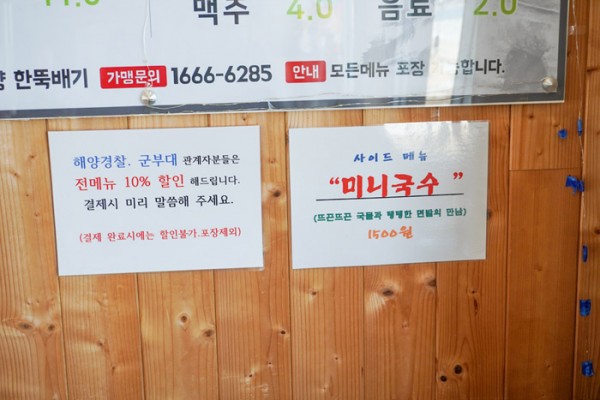 맥주 4.0 음료 2.0
한뚝배기 가맹문의 1666-6285 안내 모든메뉴 포장 가능합니다.
해양경찰. 군부대 관계자분들은
전메뉴 10% 할인 해드립니다.
결제시 미리 말씀해 주세요.
(결제 완료시에는 할인불가.포장제외)
사이드 메뉴
“미니국수”
(뜨끈뜨끈 국물과 탱탱한 면발의 만남)
1500원